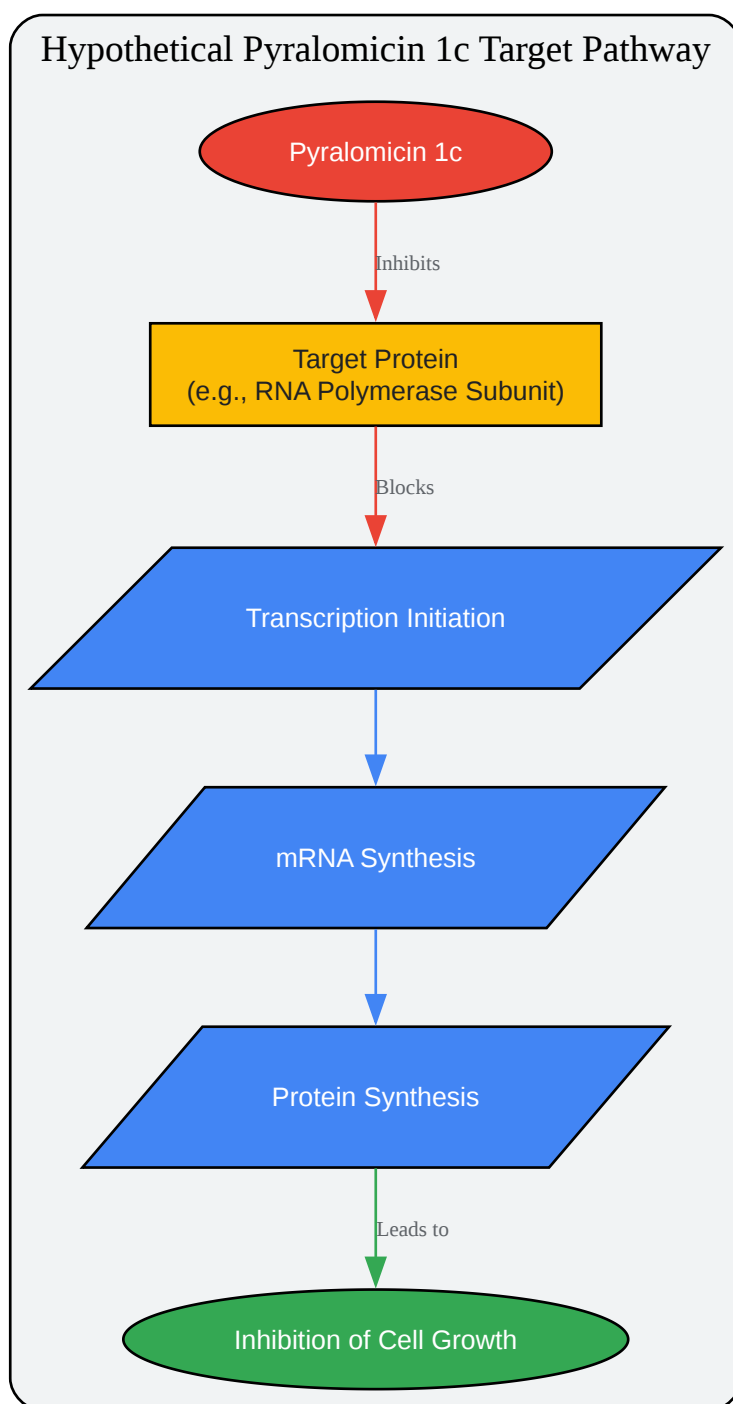 Hypothetical Pyralomicin 1c Target Pathway
Pyralomicin 1c
Inhibits
Target Protein
(e.g., RNA Polymerase Subunit)
Blocks
Transcription Initiation
mRNA Synthesis
Protein Synthesis
Leads to
Inhibition of Cell Growth